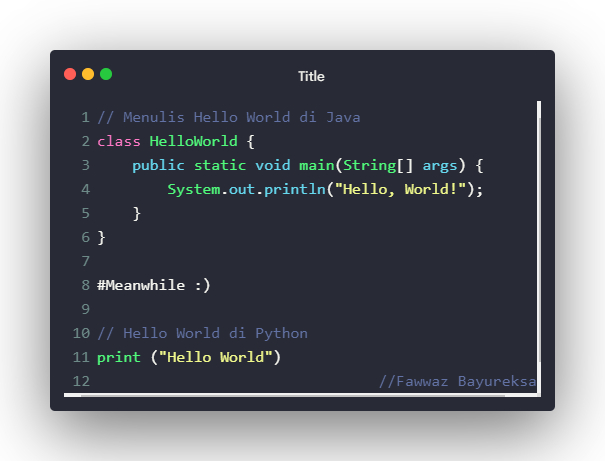 Title
1 // Menulis Hello World di Java
2 class HelloWorld {
3     public static void main(String[] args) {
4         System.out.println("Hello, World!");
5     }
6 }
7
8 #Meanwhile :)
9
10 // Hello World di Python
11 print ("Hello World")
12                                 //Fawwaz Bayureksa